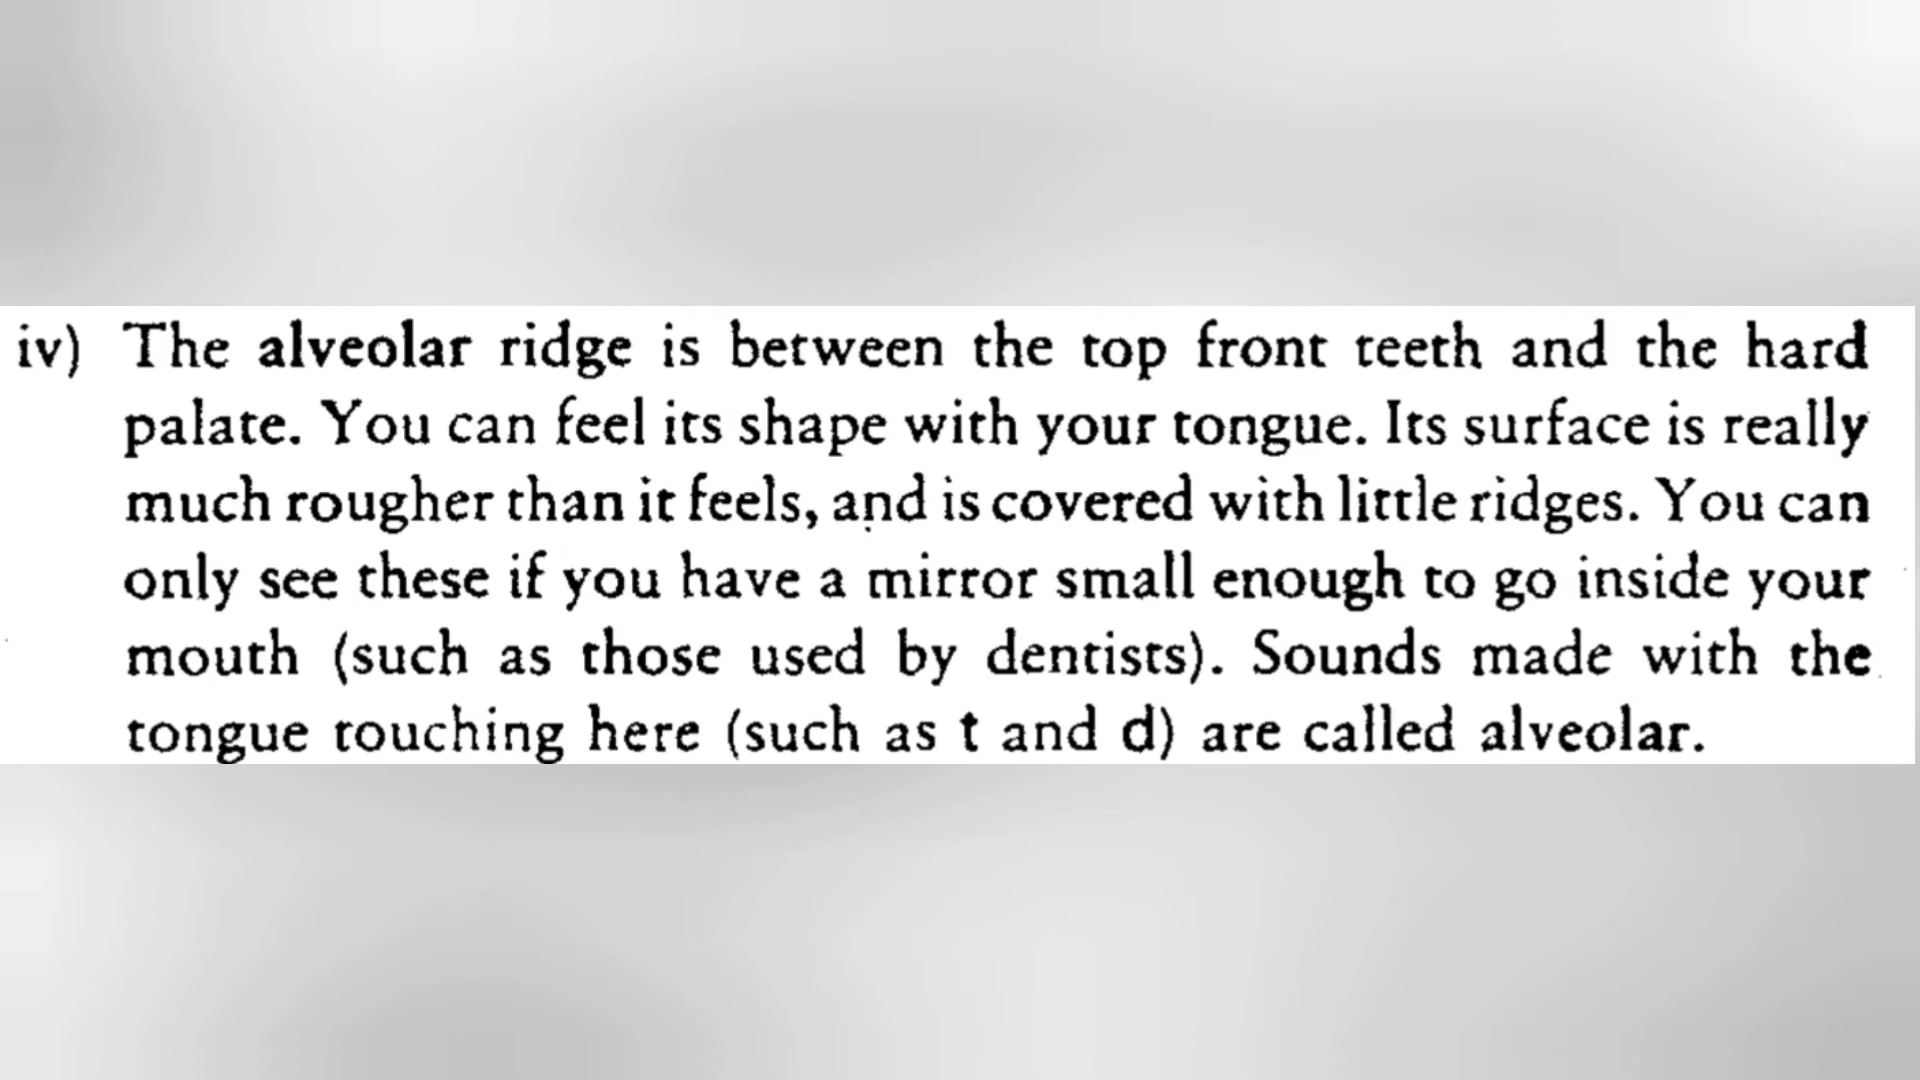 iv) The alveolar ridge is between the top front teeth and the hard
palate. You can feel its shape with your tongue. Its surface is really
much rougher than it feels, and is covered with little ridges. You can
only see these if you have a mirror small enough to go inside your
mouth (such as those used by dentists). Sounds made with the
tongue touching here (such as t and d) are called alveolar.